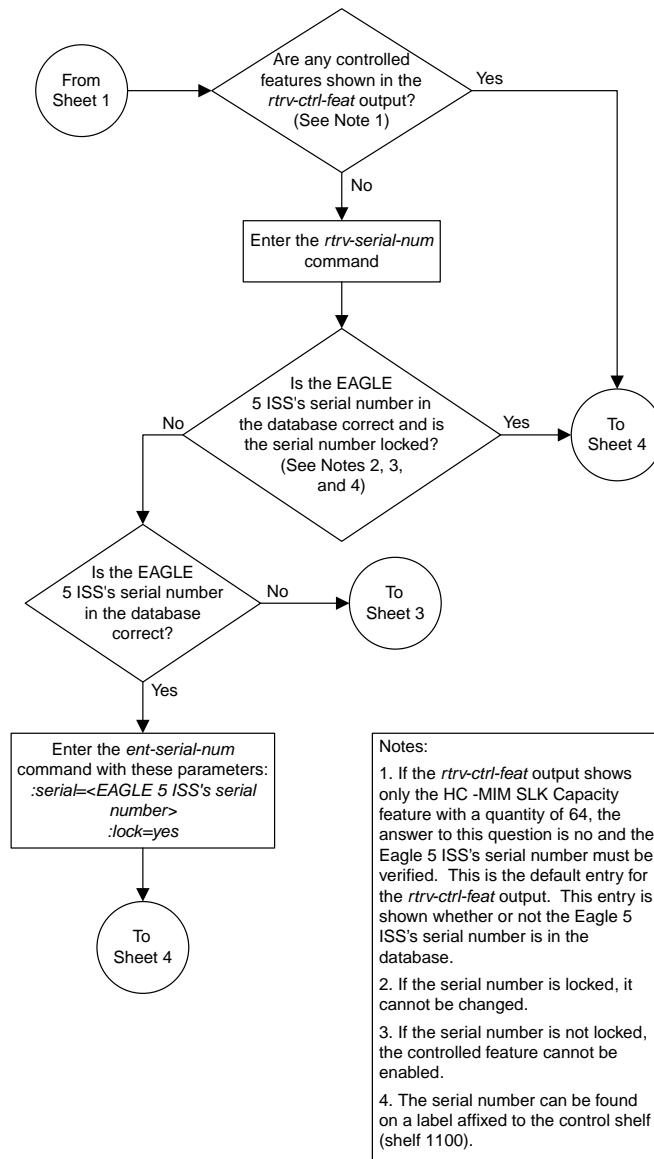 From
Sheet 1
Are any controlled
features shown in the
rtrv-ctrl-feat output?
(See Note 1)
Yes
No
Enter the rtrv-serial-num
command
Is the EAGLE
5 ISS's serial number in
the database correct and is
the serial number locked?
(See Notes 2, 3,
and 4)
No
Yes
To
Sheet 4
Is the EAGLE
5 ISS's serial number
in the database
correct?
No
To
Sheet 3
Yes
Enter the ent-serial-num
command with these parameters:
:serial=<EAGLE 5 ISS's serial
number>
:lock=yes
To
Sheet 4
Notes:
1. If the rtrv-ctrl-feat output shows
only the HC -MIM SLK Capacity
feature with a quantity of 64, the
answer to this question is no and the
Eagle 5 ISS's serial number must be
verified.  This is the default entry for
the rtrv-ctrl-feat output.  This entry is
shown whether or not the Eagle 5
ISS's serial number is in the
database.
2. If the serial number is locked, it
cannot be changed.
3. If the serial number is not locked,
the controlled feature cannot be
enabled.
4. The serial number can be found
on a label affixed to the control shelf
(shelf 1100).